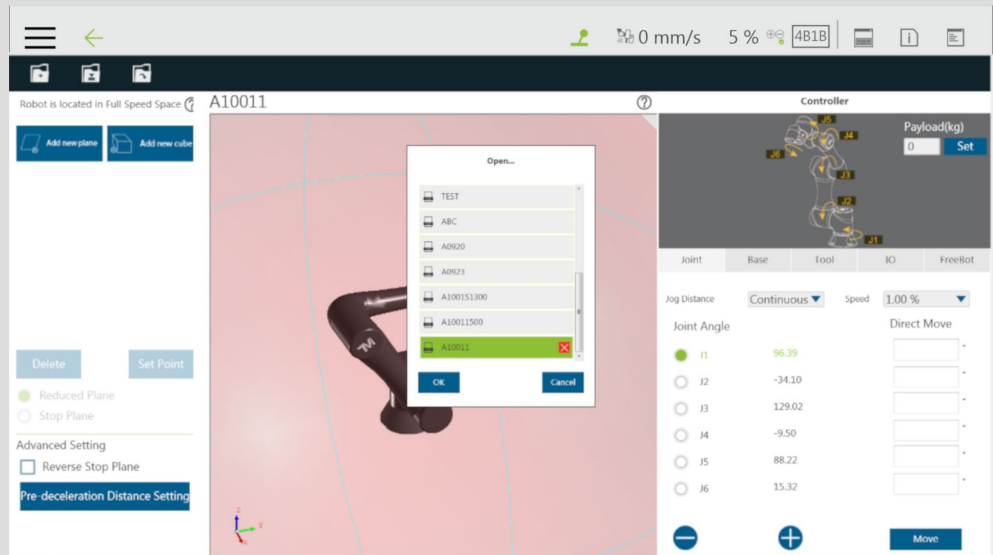 0 mm/s 5 % 4B1B
Robot is located in Full Speed Space
A10011
Controller
Add new plane
Add new cube
Open...
TEST
ABC
A0920
A0923
A100151300
A10011500
A10011
OK
Cancel
Delete
Set Point
Reduced Plane
Stop Plane
Advanced Setting
Reverse Stop Plane
Pre-deceleration Distance Setting
TM
Z
Y
X
J5
J4
J6
J3
J2
J1
Payload(kg)
0 Set
Joint Base Tool IO FreeBot
Jog Distance Continuous Speed 1.00 %
Joint Angle Direct Move
J1 96.39 °
J2 -34.10 °
J3 129.02 °
J4 -9.50 °
J5 88.22 °
J6 15.32 °
Move